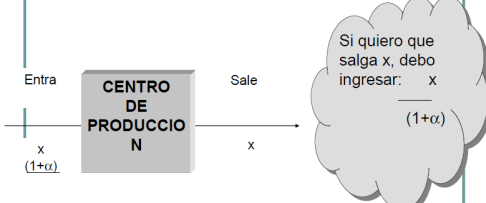 Entra
CENTRO
DE
PRODUCCIO
N
Sale
x
(1+α)
x
Si quiero que
salga x, debo
ingresar: x
(1+α)